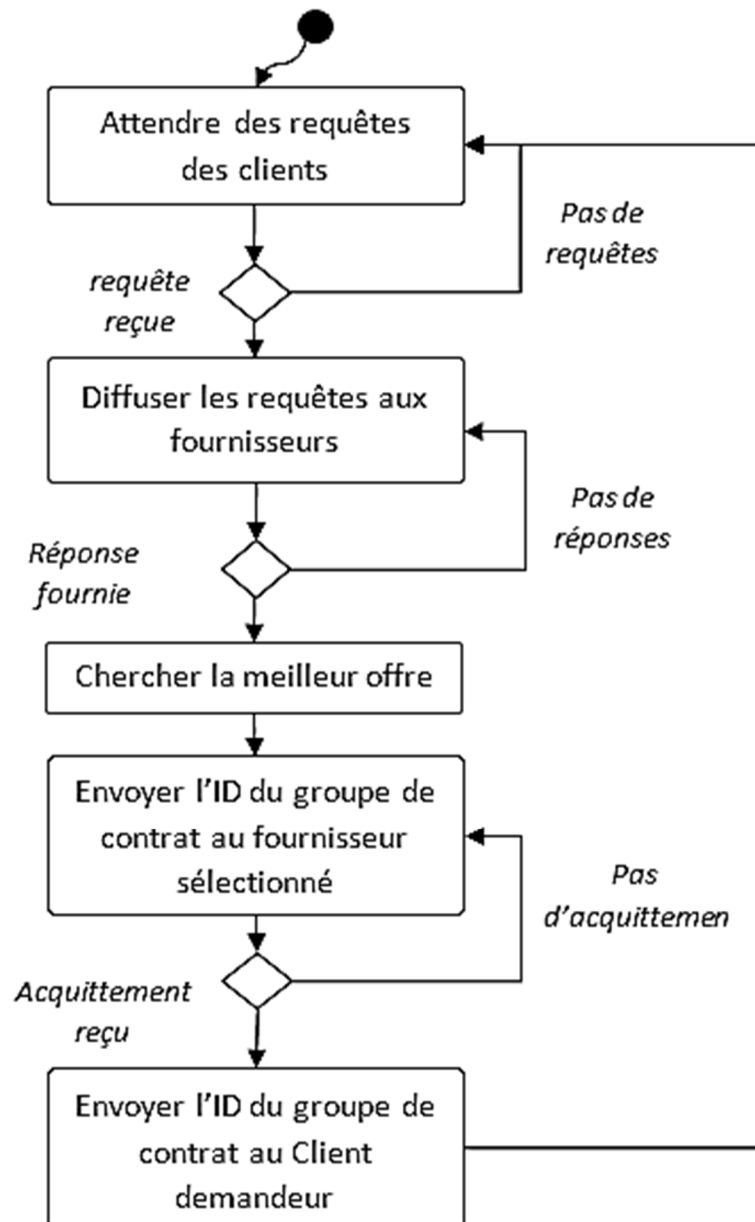 Attendre des requêtes
des clients
Pas de
requêtes
requête
reçue
Diffuser les requêtes aux
fournisseurs
Pas de
réponses
Réponse
fournie
Chercher la meilleur offre
Envoyer l'ID du groupe de
contrat au fournisseur
sélectionné
Pas
d'acquittemen
Acquittement
reçu
Envoyer l'ID du groupe de
contrat au Client
demandeur